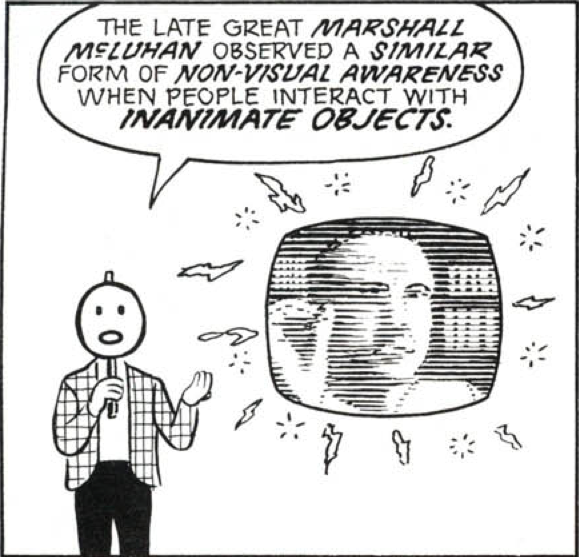 THE LATE GREAT MARSHALL
McLUHAN OBSERVED A SIMILAR
FORM OF NON-VISUAL AWARENESS
WHEN PEOPLE INTERACT WITH
INANIMATE OBJECTS.